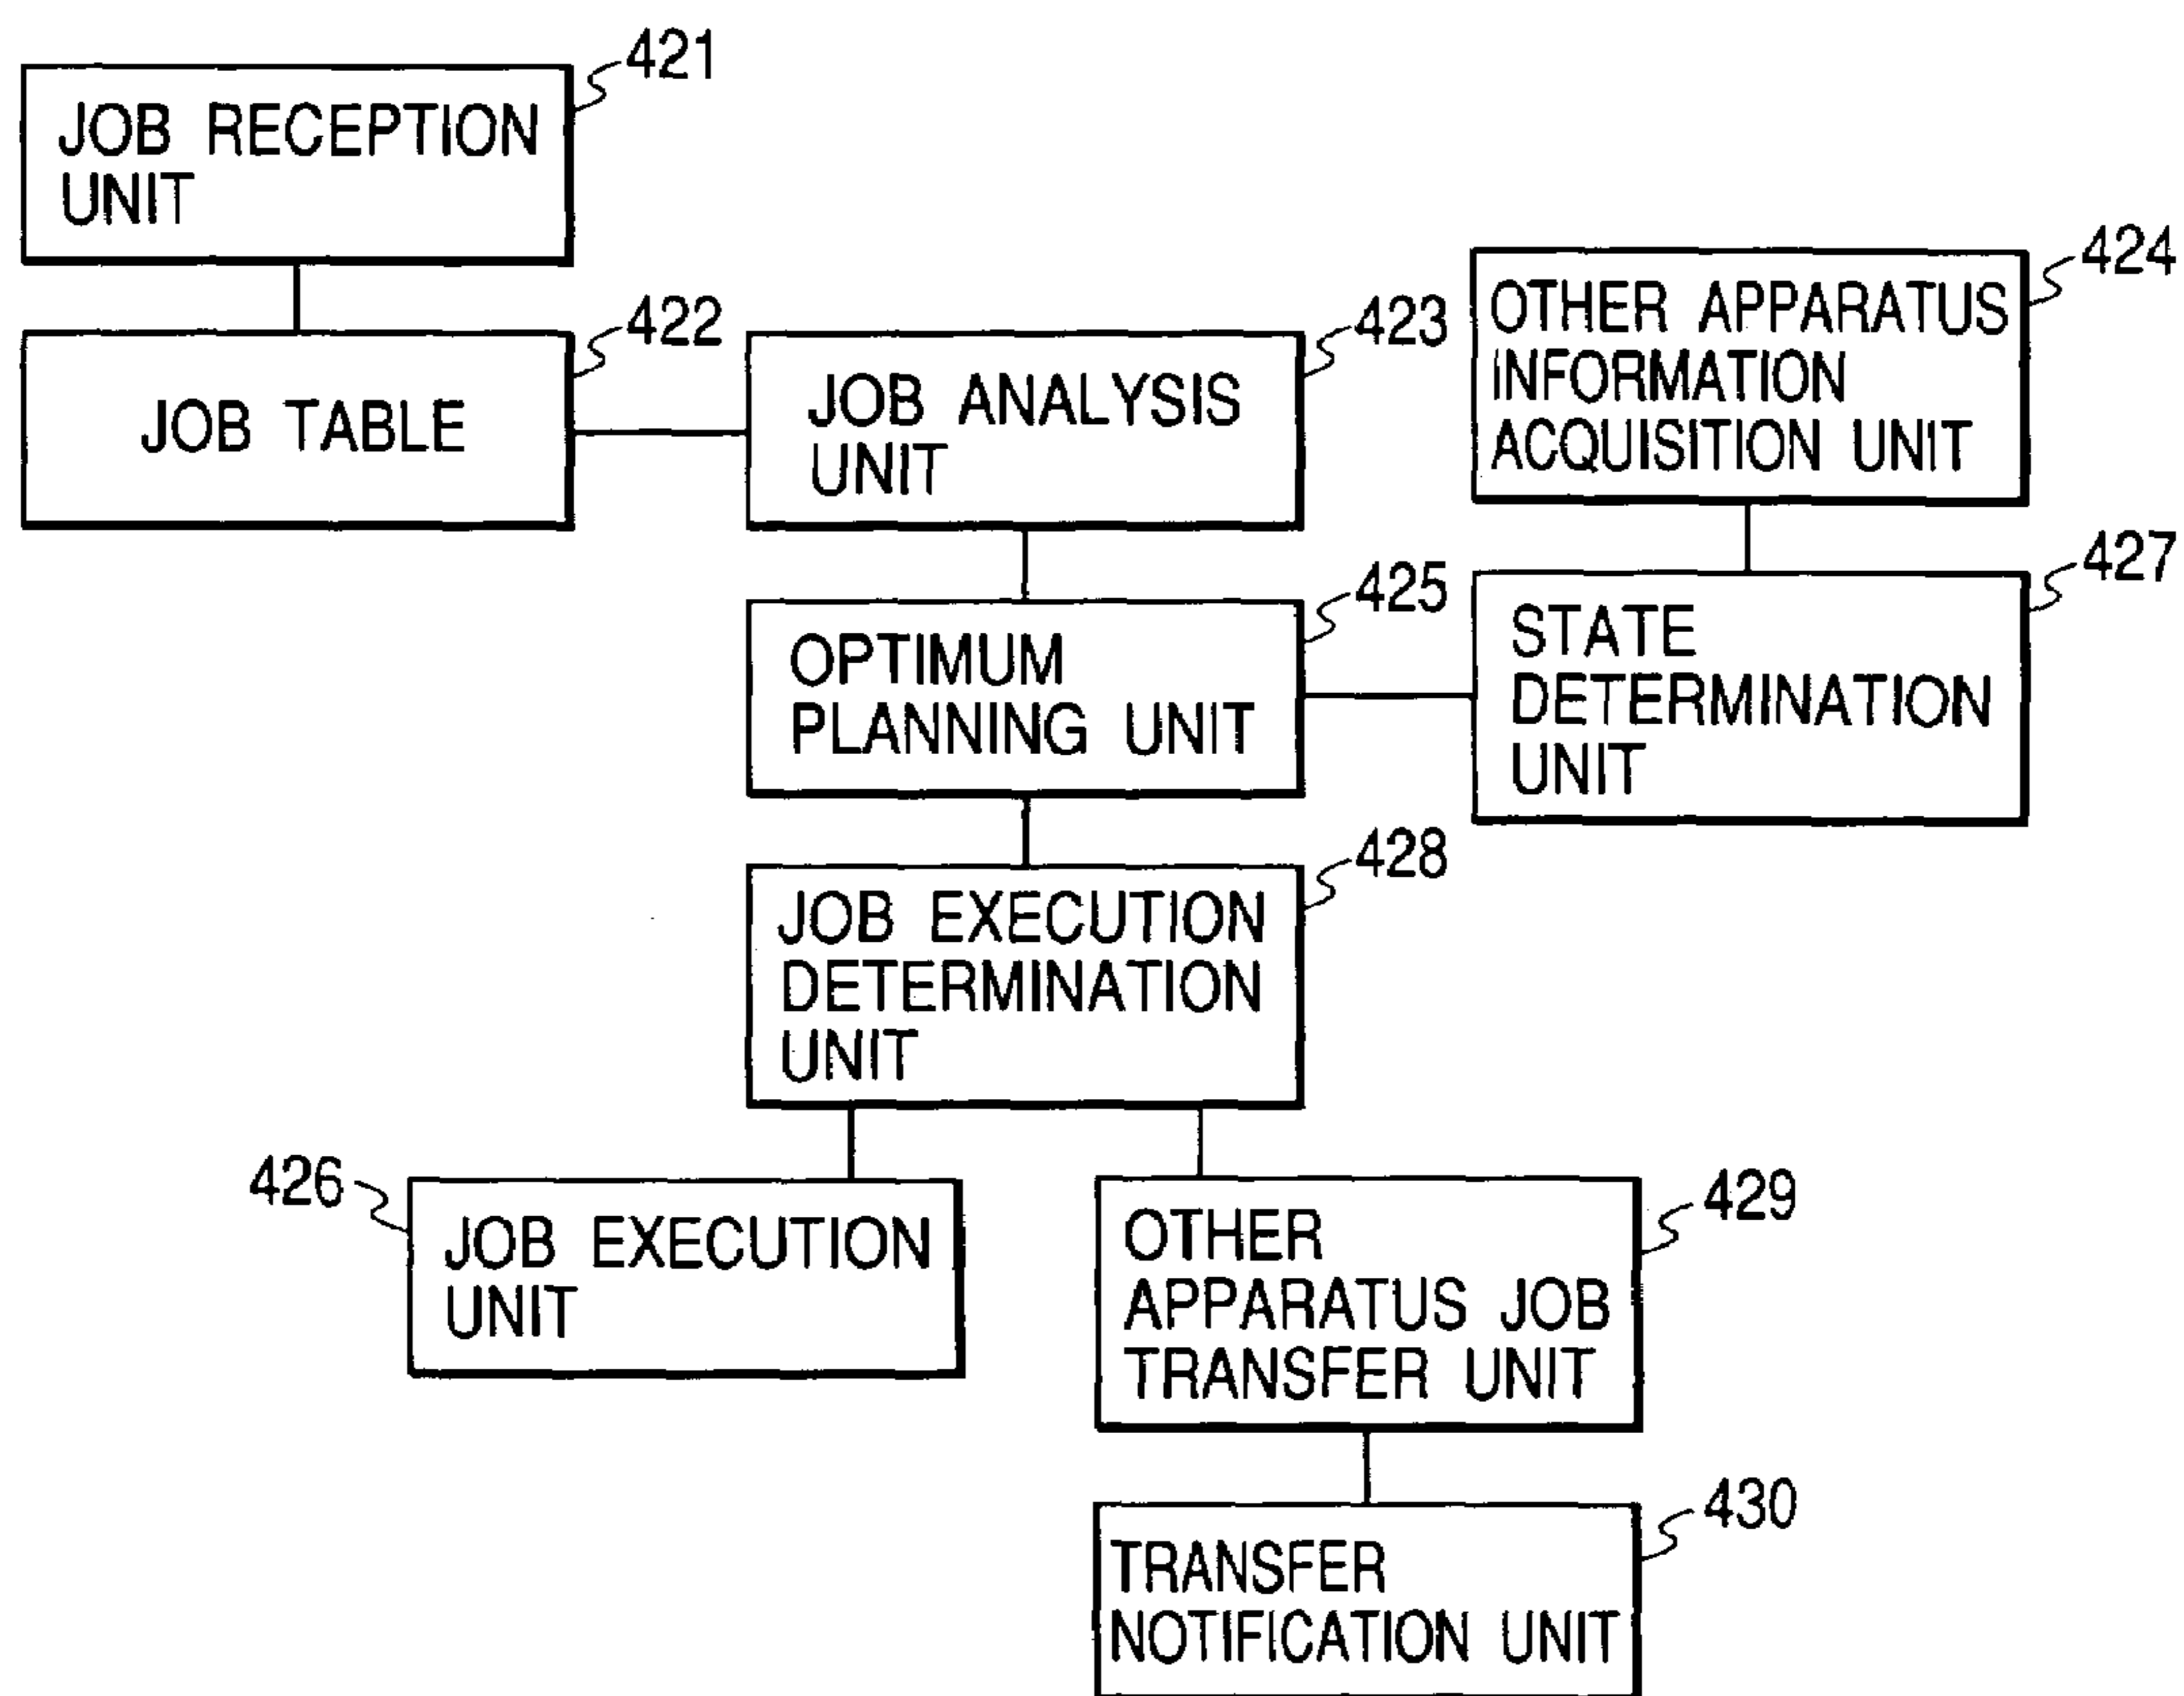 421
JOB RECEPTION
UNIT
422
JOB TABLE
423
JOB ANALYSIS
UNIT
424
OTHER APPARATUS
INFORMATION
ACQUISITION UNIT
425
OPTIMUM
PLANNING UNIT
427
STATE
DETERMINATION
UNIT
428
JOB EXECUTION
DETERMINATION
UNIT
426
JOB EXECUTION
UNIT
429
OTHER
APPARATUS JOB
TRANSFER UNIT
430
TRANSFER
NOTIFICATION UNIT